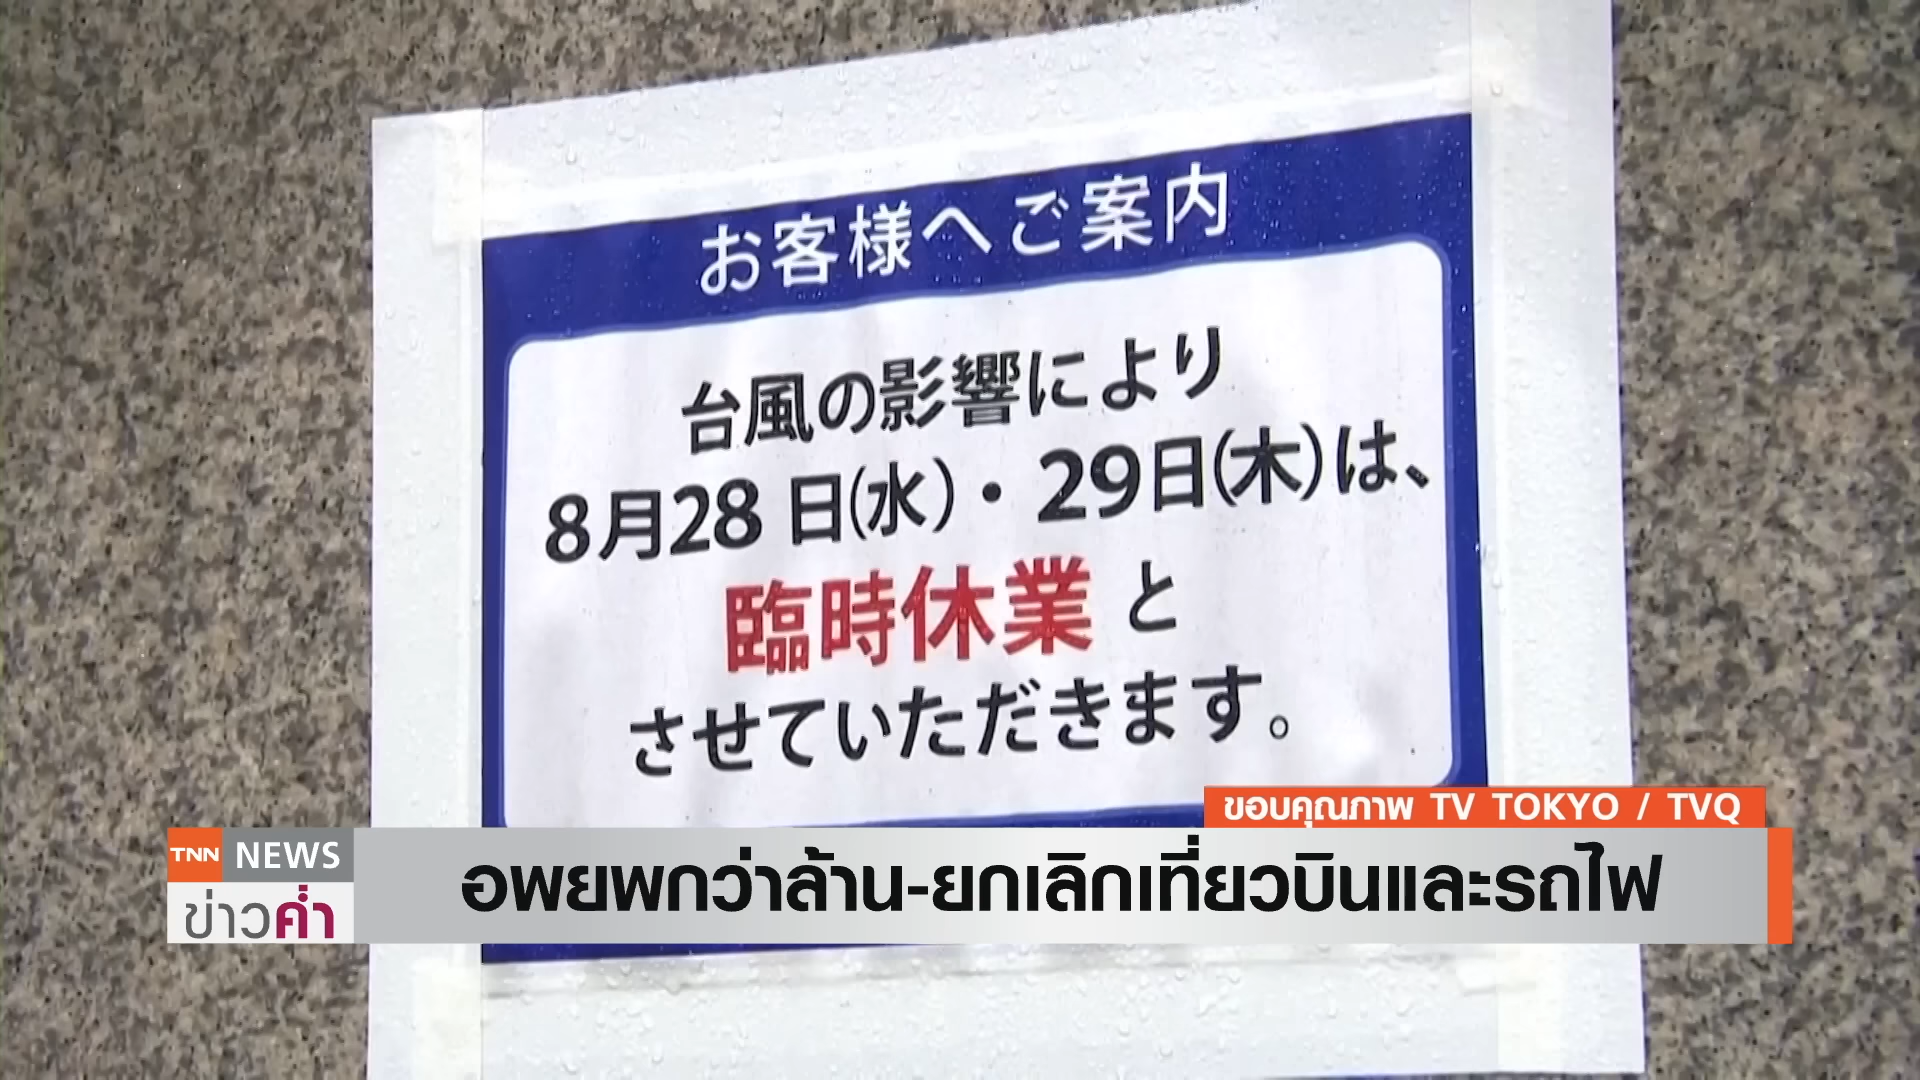 お客様へご案内
台風の影響により
8月28日(水)・29日(木)は、
臨時休業と
させていただきます。
ขอบคุณภาพ TV TOKYO / TVQ
TNN NEWS
ข่าวค่ำ
อพยพกว่าล้าน-ยกเลิกเที่ยวบินและรถไฟ